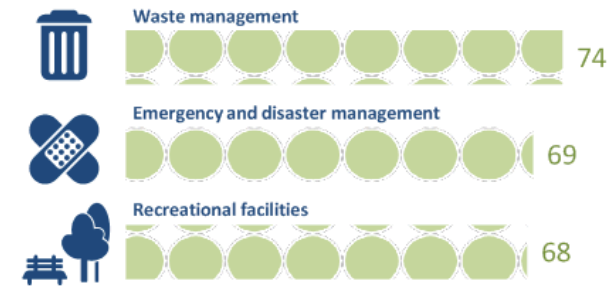 Waste management
74
Emergency and disaster management
69
Recreational facilities
68